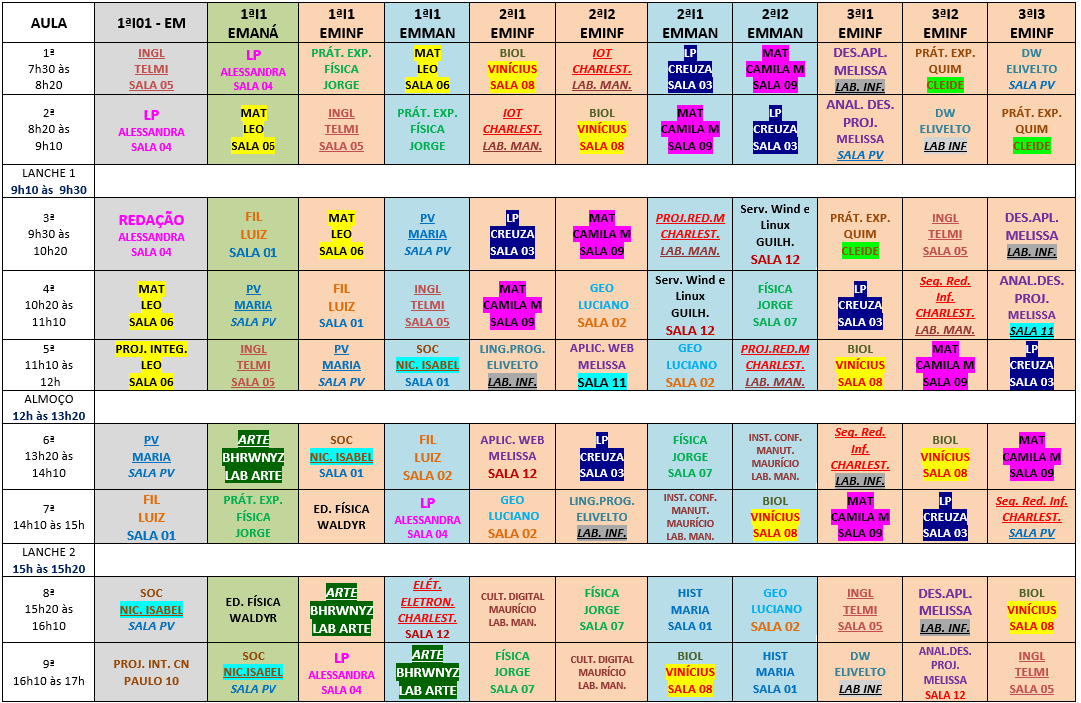 AULA
1ªI01 - EM
1ªI1
EMANÁ
1ªI1
EMINF
1ªI1
EMMAN
2ªI1
EMINF
2ªI2
EMINF
2ªI1
EMMAN
2ªI2
EMMAN
3ªI1
EMINF
3ªI2
EMINF
3ªI3
EMINF
1ª
7h30 às
8h20
INGL
TELMI
SALA 05
LP
ALESSANDRA
SALA 04
PRÁT. EXP.
FÍSICA
JORGE
MAT
LEO
SALA 06
BIOL
VINÍCIUS
SALA 08
IOT
CHARLEST.
LAB. MAN.
LP
CREUZA
SALA 03
MAT
CAMILA M
SALA 09
DES.APL.
MELISSA
LAB. INF.
PRÁT. EXP.
QUIM
CLEIDE
DW
ELIVELTO
SALA PV
2ª
8h20 às
9h10
LP
ALESSANDRA
SALA 04
MAT
LEO
SALA 06
INGL
TELMI
SALA 05
PRÁT. EXP.
FÍSICA
JORGE
IOT
CHARLEST.
LAB. MAN.
BIOL
VINÍCIUS
SALA 08
MAT
CAMILA M
SALA 09
LP
CREUZA
SALA 03
ANAL. DES.
PROJ.
MELISSA
SALA PV
DW
ELIVELTO
LAB INF
PRÁT. EXP.
QUIM
CLEIDE
LANCHE 1
9h10 às 9h30
3ª
9h30 às
10h20
REDAÇÃO
ALESSANDRA
SALA 04
FIL
LUIZ
SALA 01
MAT
LEO
SALA 06
PV
MARIA
SALA PV
LP
CREUZA
SALA 03
MAT
CAMILA M
SALA 09
PROJ.RED.M
CHARLEST.
LAB. MAN.
Serv. Wind e
Linux
GUILH.
SALA 12
PRÁT. EXP.
QUIM
CLEIDE
INGL
TELMI
SALA 05
DES.APL.
MELISSA
LAB. INF.
4ª
10h20 às
11h10
MAT
LEO
SALA 06
PV
MARIA
SALA PV
FIL
LUIZ
SALA 01
INGL
TELMI
SALA 05
MAT
CAMILA M
SALA 09
GEO
LUCIANO
SALA 02
Serv. Wind e
Linux
GUILH.
SALA 12
FÍSICA
JORGE
SALA 07
LP
CREUZA
SALA 03
Seg. Red.
Inf.
CHARLEST.
LAB. MAN.
ANAL.DES.
PROJ.
MELISSA
SALA 11
5ª
11h10 às
12h
PROJ. INTEG.
LEO
SALA 06
INGL
TELMI
SALA 05
PV
MARIA
SALA PV
SOC
NIC. ISABEL
SALA 01
LING.PROG.
ELIVELTO
LAB. INF.
APLIC. WEB
MELISSA
SALA 11
GEO
LUCIANO
SALA 02
PROJ.RED.M
CHARLEST.
LAB. MAN.
BIOL
VINÍCIUS
SALA 08
MAT
CAMILA M
SALA 09
LP
CREUZA
SALA 03
ALMOÇO
12h às 13h20
6ª
13h20 às
14h10
PV
MARIA
SALA PV
ARTE
BHRWNYZ
LAB ARTE
SOC
NIC. ISABEL
SALA 01
FIL
LUIZ
SALA 02
APLIC. WEB
MELISSA
SALA 12
LP
CREUZA
SALA 03
FÍSICA
JORGE
SALA 07
INST. CONF.
MANUT.
MAURÍCIO
LAB. MAN.
Seg. Red.
Inf.
CHARLEST.
LAB. INF.
BIOL
VINÍCIUS
SALA 08
MAT
CAMILA M
SALA 09
7ª
14h10 às 15h
FIL
LUIZ
SALA 01
PRÁT. EXP.
FÍSICA
JORGE
ED. FÍSICA
WALDYR
LP
ALESSANDRA
SALA 04
GEO
LUCIANO
SALA 02
LING.PROG.
ELIVELTO
LAB. INF.
INST. CONF.
MANUT.
MAURÍCIO
LAB. MAN.
BIOL
VINÍCIUS
SALA 08
MAT
CAMILA M
SALA 09
LP
CREUZA
SALA 03
Seg. Red. Inf.
CHARLEST.
SALA PV
LANCHE 2
15h às 15h20
8ª
15h20 às
16h10
SOC
NIC. ISABEL
SALA PV
ED. FÍSICA
WALDYR
ARTE
BHRWNYZ
LAB ARTE
ELÉT.
ELETRON.
CHARLEST.
SALA 12
CULT. DIGITAL
MAURÍCIO
LAB. MAN.
FÍSICA
JORGE
SALA 07
HIST
MARIA
SALA 01
GEO
LUCIANO
SALA 02
INGL
TELMI
SALA 05
DES.APL.
MELISSA
LAB. INF.
BIOL
VINÍCIUS
SALA 08
9ª
16h10 às 17h
PROJ. INT. CN
PAULO 10
SOC
NIC.ISABEL
SALA PV
LP
ALESSANDRA
SALA 04
ARTE
BHRWNYZ
LAB ARTE
FÍSICA
JORGE
SALA 07
CULT. DIGITAL
MAURÍCIO
LAB. MAN.
BIOL
VINÍCIUS
SALA 08
HIST
MARIA
SALA 01
DW
ELIVELTO
LAB INF
ANAL.DES.
PROJ.
MELISSA
SALA 12
INGL
TELMI
SALA 05